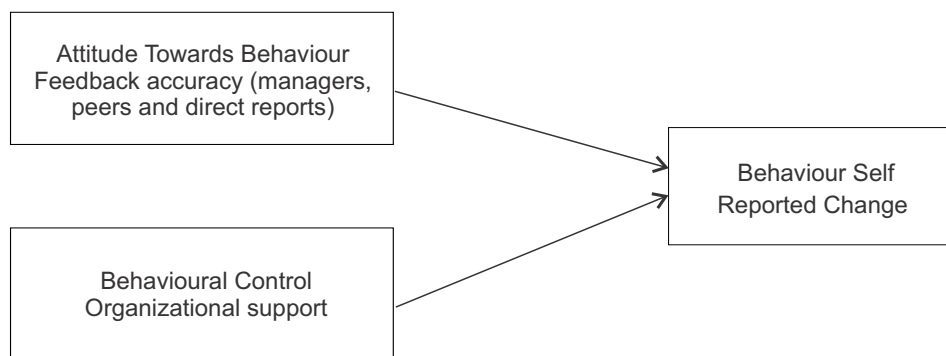 Attitude Towards Behaviour
Feedback accuracy (managers,
peers and direct reports)
Behavioural Control
Organizational support
Behaviour Self
Reported Change